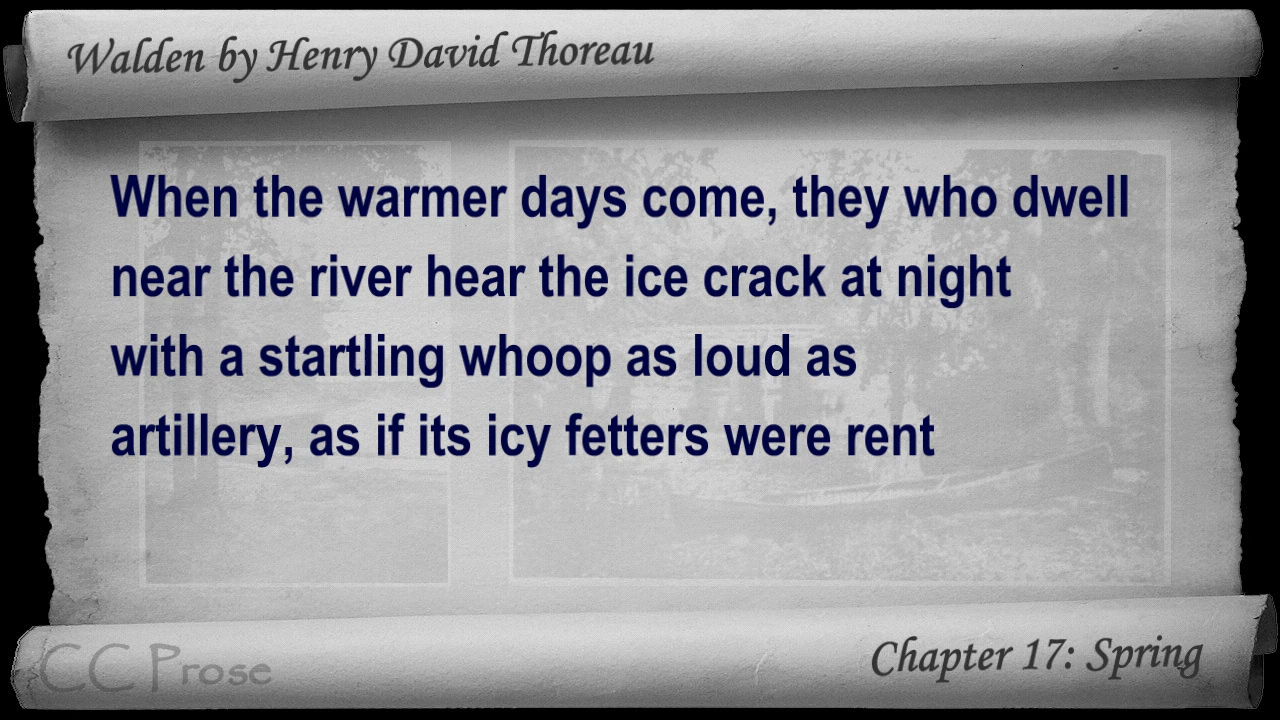 Walden by Henry David Thoreau
When the warmer days come, they who dwell
near the river hear the ice crack at night
with a startling whoop as loud as
artillery, as if its icy fetters were rent
CC Prose
Chapter 17: Spring